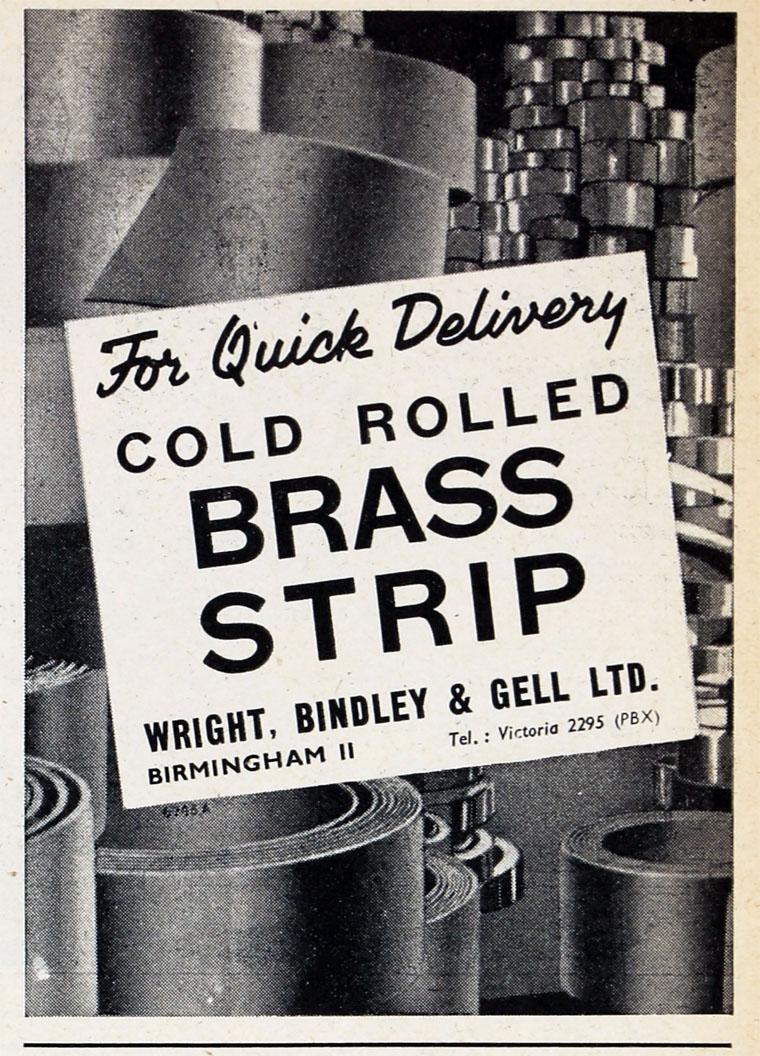 For Quick Delivery
COLD ROLLED
BRASS
STRIP
WRIGHT, BINDLEY & GELL LTD.
BIRMINGHAM 11 Tel. : Victoria 2295 (PBX)